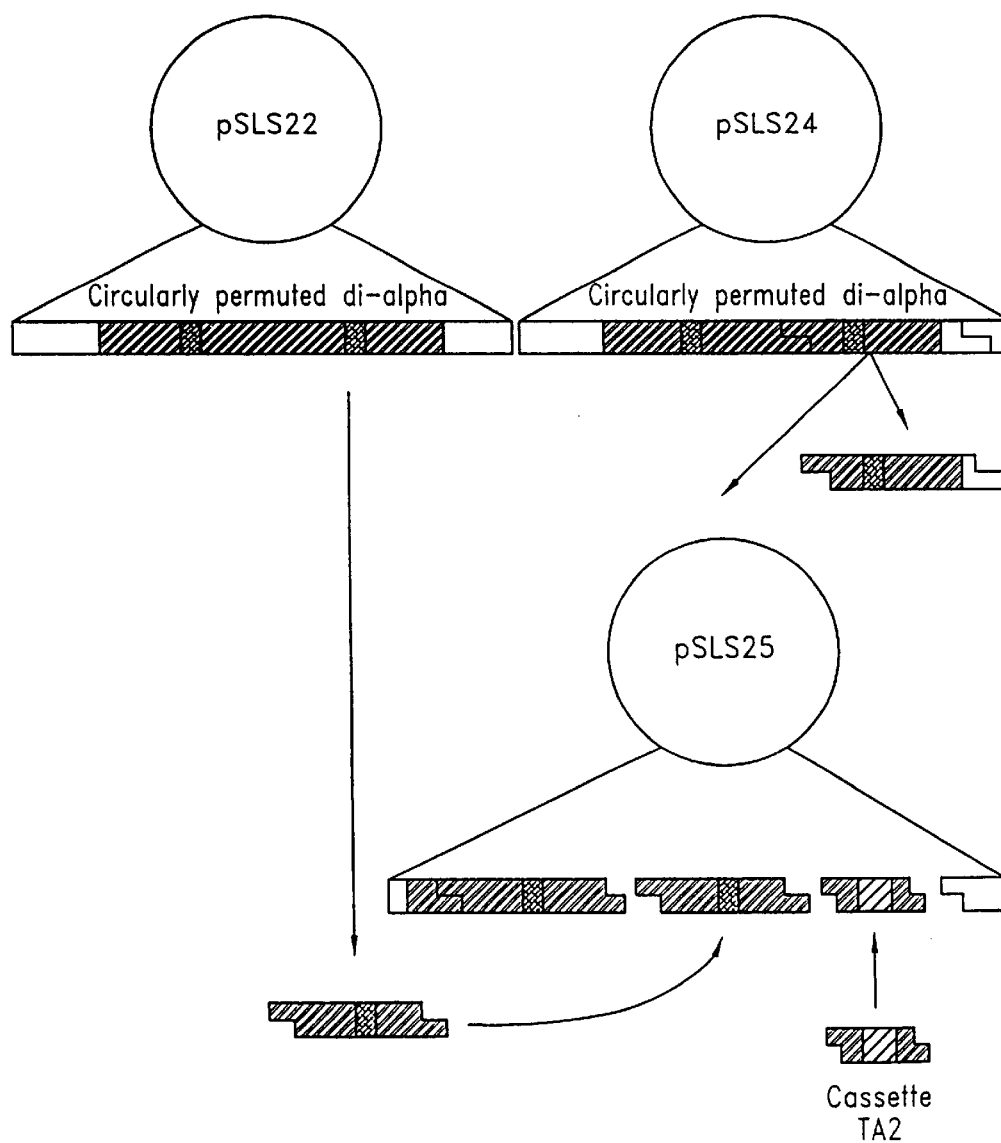 pSLS22
pSLS24
Circularly permuted di-alpha
Circularly permuted di-alpha
pSLS25
Cassette
TA2